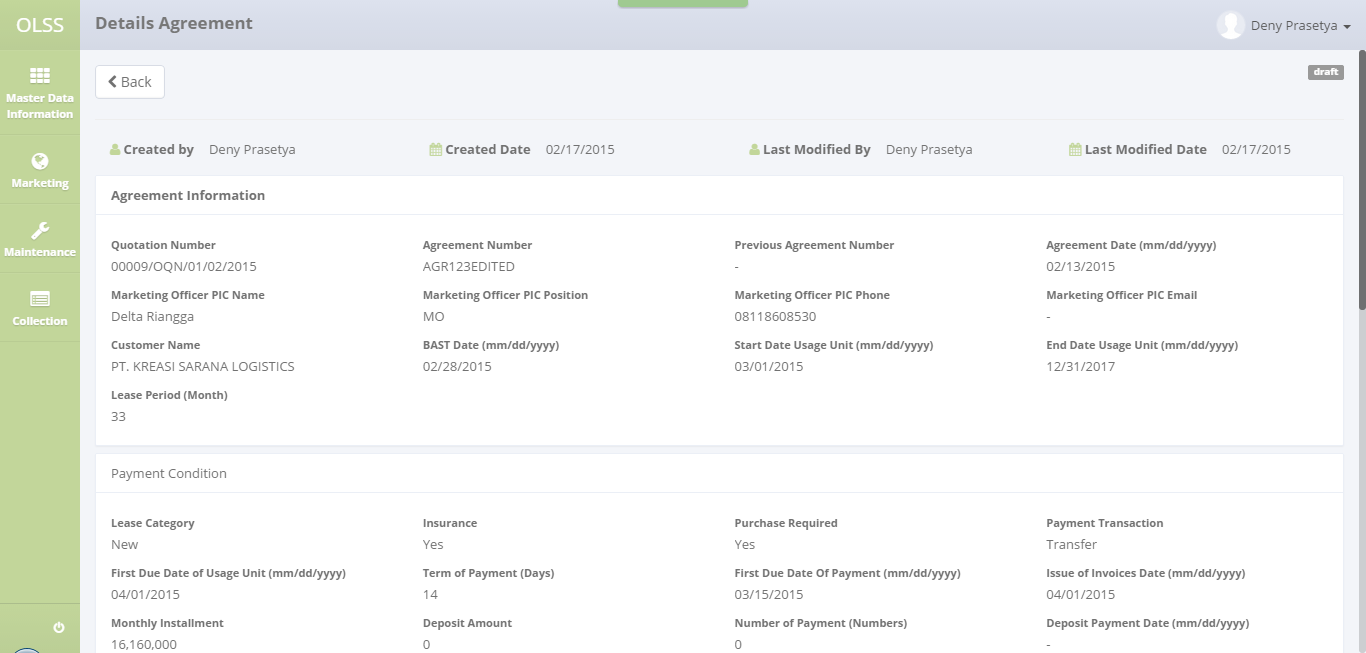 OLSS
Details Agreement
Deny Prasetya
Master Data
Information
Marketing
Maintenance
Collection
Back
draft
Created by Deny Prasetya Created Date 02/17/2015 Last Modified By Deny Prasetya Last Modified Date 02/17/2015
Agreement Information
Quotation Number Agreement Number Previous Agreement Number Agreement Date (mm/dd/yyyy)
00009/OQN/01/02/2015 AGR123EDITED - 02/13/2015
Marketing Officer PIC Name Marketing Officer PIC Position Marketing Officer PIC Phone Marketing Officer PIC Email
Delta Riangga MO 08118608530 -
Customer Name BAST Date (mm/dd/yyyy) Start Date Usage Unit (mm/dd/yyyy) End Date Usage Unit (mm/dd/yyyy)
PT. KREASI SARANA LOGISTICS 02/28/2015 03/01/2015 12/31/2017
Lease Period (Month)
33
Payment Condition
Lease Category Insurance Purchase Required Payment Transaction
New Yes Yes Transfer
First Due Date of Usage Unit (mm/dd/yyyy) Term of Payment (Days) First Due Date Of Payment (mm/dd/yyyy) Issue of Invoices Date (mm/dd/yyyy)
04/01/2015 14 03/15/2015 04/01/2015
Monthly Installment Deposit Amount Number of Payment (Numbers) Deposit Payment Date (mm/dd/yyyy)
16,160,000 0 0 -